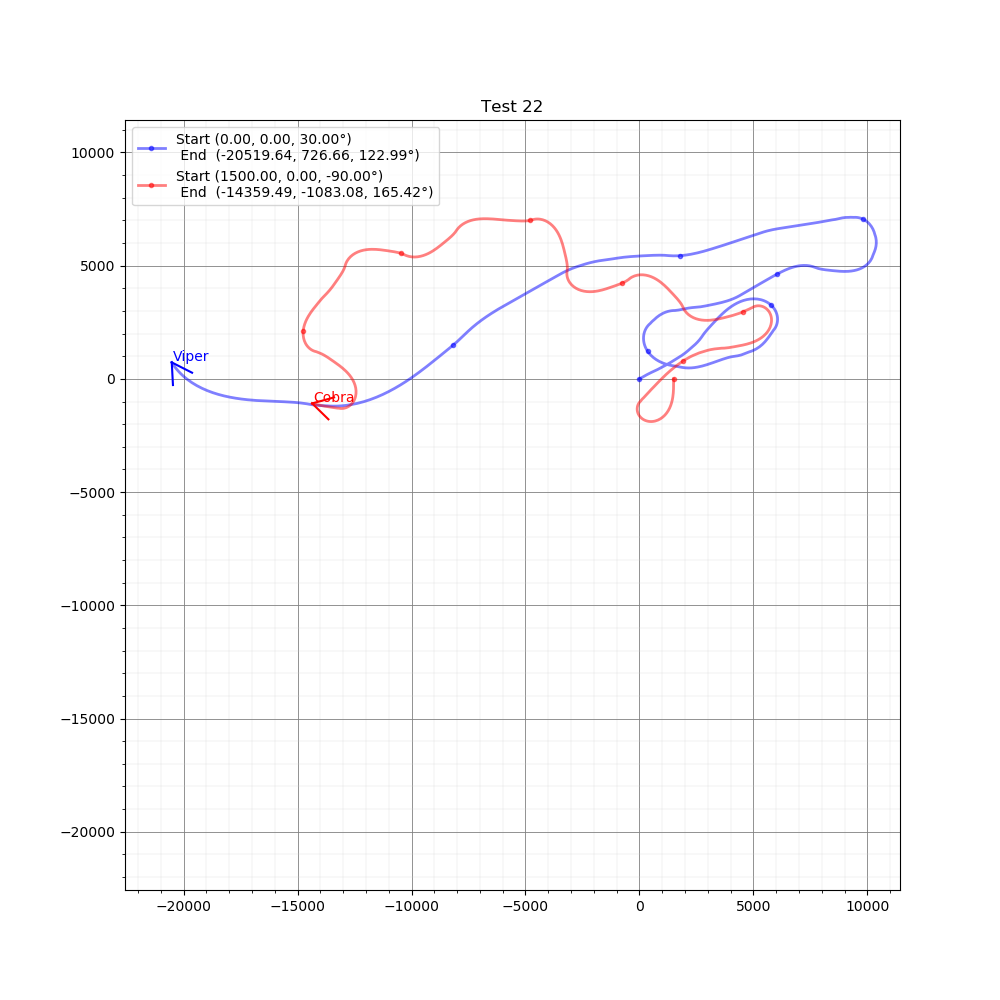 Test 22
Start (0.00, 0.00, 30.00°)
End  (-20519.64, 726.66, 122.99°)
Start (1500.00, 0.00, -90.00°)
End  (-14359.49, -1083.08, 165.42°)
10000
5000
0
−5000
−10000
−15000
−20000
Viper
Cobra
−20000 −15000 −10000 −5000 0 5000 10000